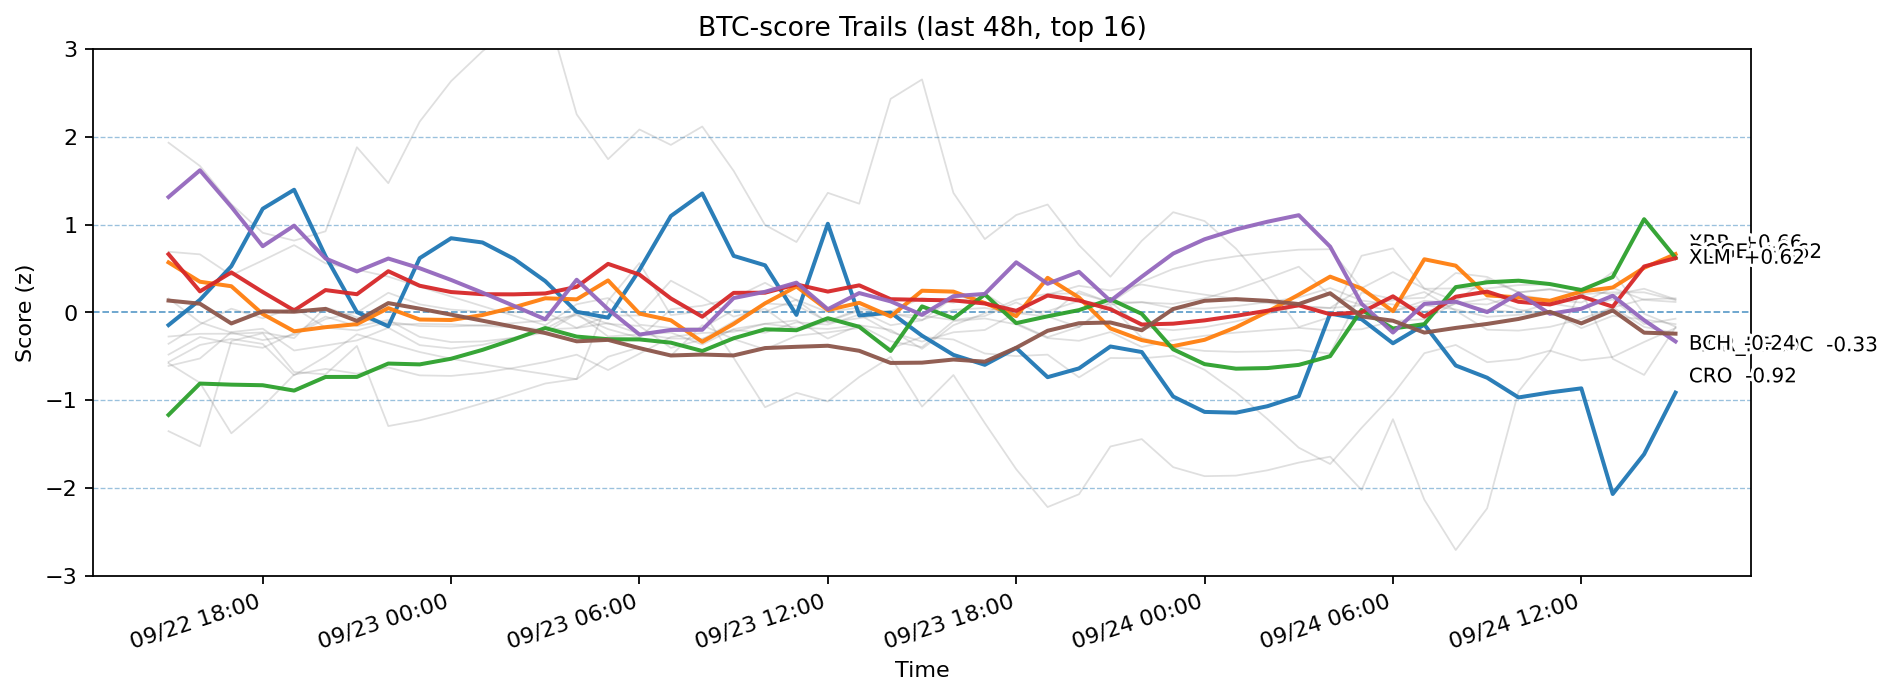 BTC-score Trails (last 48h, top 16)
Score (z)
3
2
1
0
−1
−2
−3
XLM +0.62
BCH -0.24
-0.33
CRO -0.92
09/22 18:00
09/23 00:00
09/23 06:00
09/23 12:00
09/23 18:00
09/24 00:00
09/24 06:00
09/24 12:00
Time